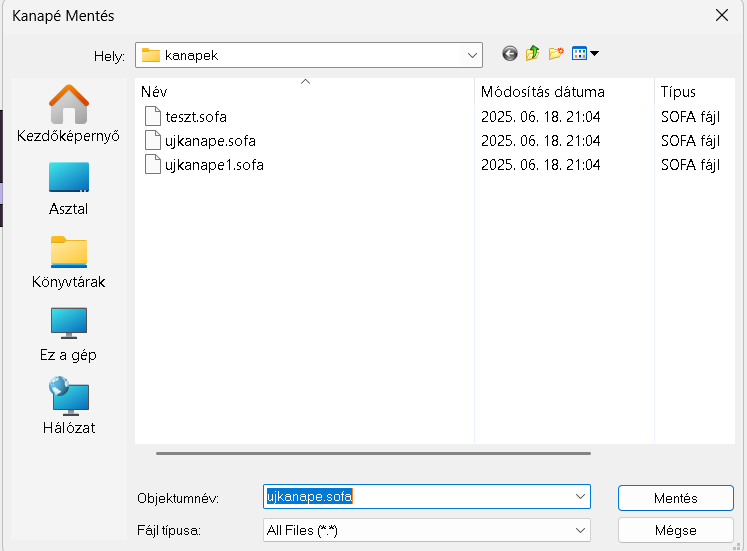 Kanapé Mentés
Hely: kanapek
Név Módosítás dátuma Típus
teszt.sofa 2025. 06. 18. 21:04 SOFA fájl
ujkanape.sofa 2025. 06. 18. 21:04 SOFA fájl
ujkanape1.sofa 2025. 06. 18. 21:04 SOFA fájl
Kezdőképernyő
Asztal
Könyvtárak
Ez a gép
Hálózat
Objektumnév: ujkanape.sofa Mentés
Fájl típusa: All Files (*.*) Mégse